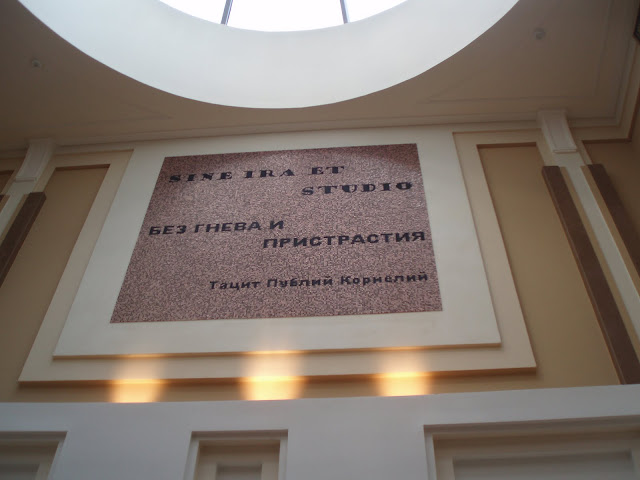 SINE IRA ET
STUDIO
БЕЗ ГНЕВА И
ПРИСТРАСТИЯ
Тацит Публий Корнелий